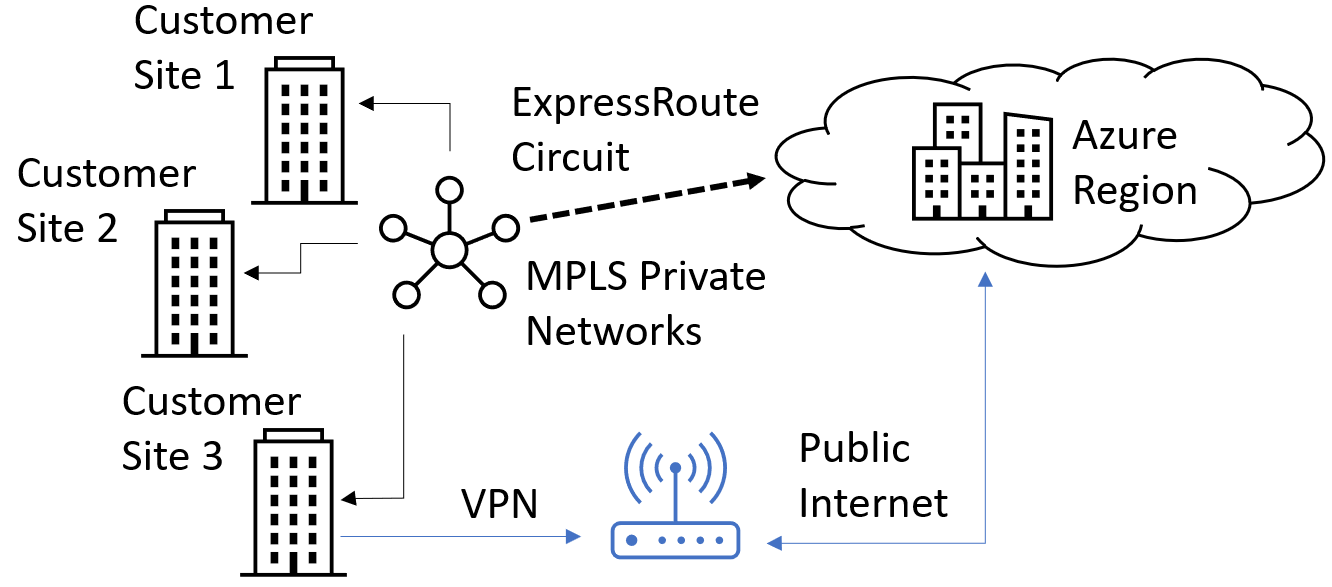 Customer
Site 1
ExpressRoute
Circuit
Azure
Region
Customer
Site 2
MPLS Private
Networks
Customer
Site 3
VPN
Public
Internet